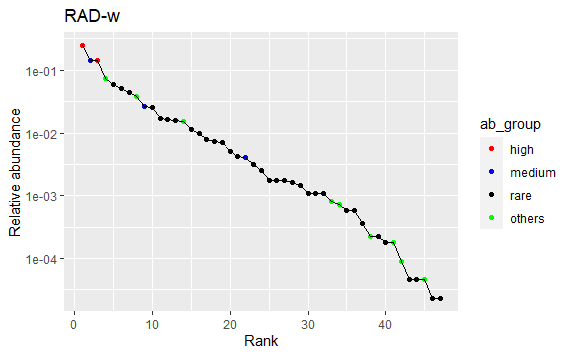 RAD-w
Relative abundance
1e-01
1e-02
1e-03
1e-04
0
10
20
30
40
Rank
ab_group
high
medium
rare
others